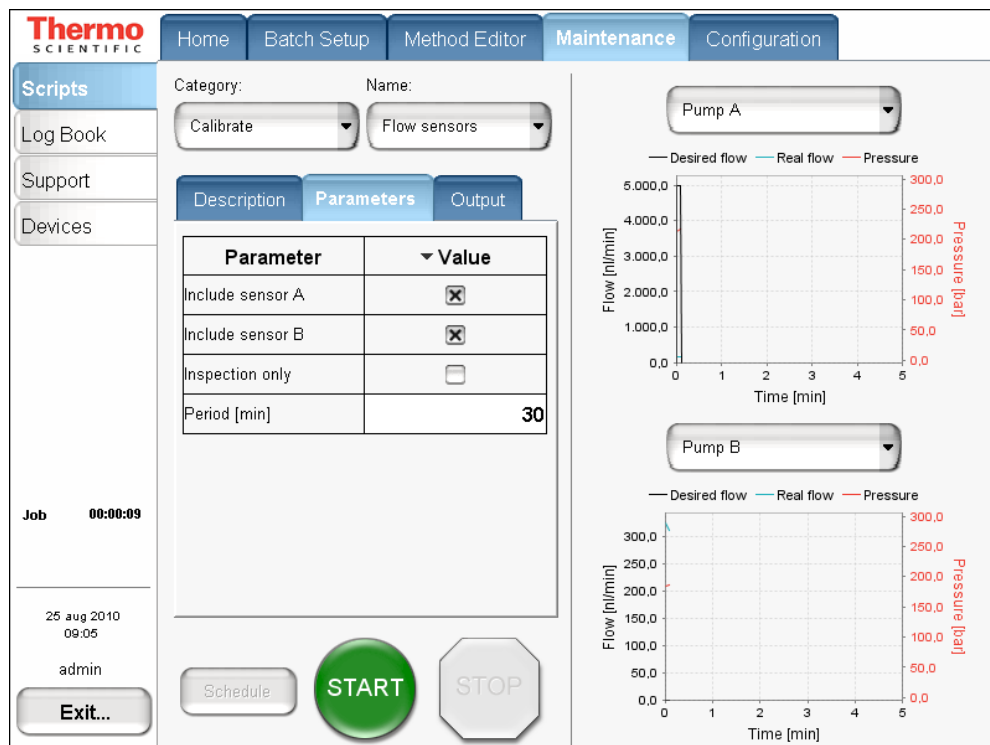 Thermo
SCIENTIFIC
Home
Batch Setup
Method Editor
Maintenance
Configuration
Scripts
Log Book
Support
Devices
Job 00:00:09
25 aug 2010
09:05
admin
Exit...
Category:
Name:
Calibrate
Flow sensors
Description
Parameters
Output
Parameter
Value
Include sensor A
Include sensor B
Inspection only
Period [min]
30
Schedule
START
STOP
Pump A
Desired flow
Real flow
Pressure
5.000,0
4.000,0
3.000,0
2.000,0
1.000,0
0,0
Flow [nl/min]
300,0
250,0
200,0
150,0
100,0
50,0
0,0
Pressure [bar]
0 1 2 3 4 5
Time [min]
Pump B
Desired flow
Real flow
Pressure
300,0
250,0
200,0
150,0
100,0
50,0
0,0
Flow [nl/min]
300,0
250,0
200,0
150,0
100,0
50,0
0,0
Pressure [bar]
0 1 2 3 4 5
Time [min]